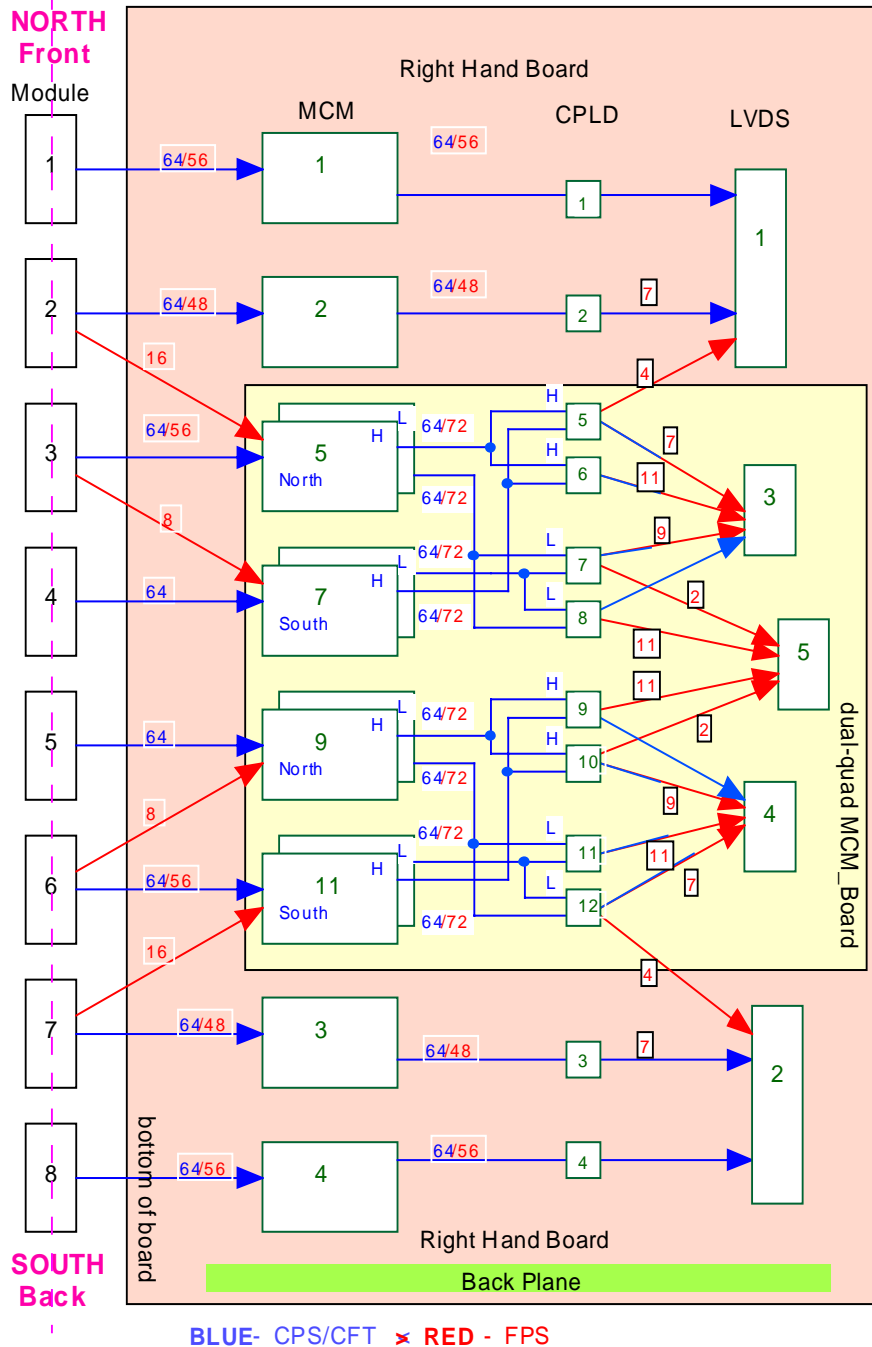 NORTH
Front
Right Hand Board
Module
MCM
CPLD
LVDS
1
64/56
1
64/56
1
1
2
64/48
2
64/48
2
7
16
4
3
64/56
5
North
H
L
64/72
64/72
H
5
H
6
7
11
3
8
9
4
64
7
South
H
L
64/72
64/72
L
7
L
8
2
11
5
5
64
9
North
H
L
64/72
64/72
H
9
H
10
11
2
9
4
8
6
64/56
11
South
H
L
64/72
64/72
L
11
L
12
11
7
dual-quad MCM_Board
16
4
7
64/48
3
64/48
3
7
2
8
64/56
4
64/56
4
bottom of board
Right Hand Board
SOUTH
Back
Back Plane
BLUE- CPS/CFT RED - FPS